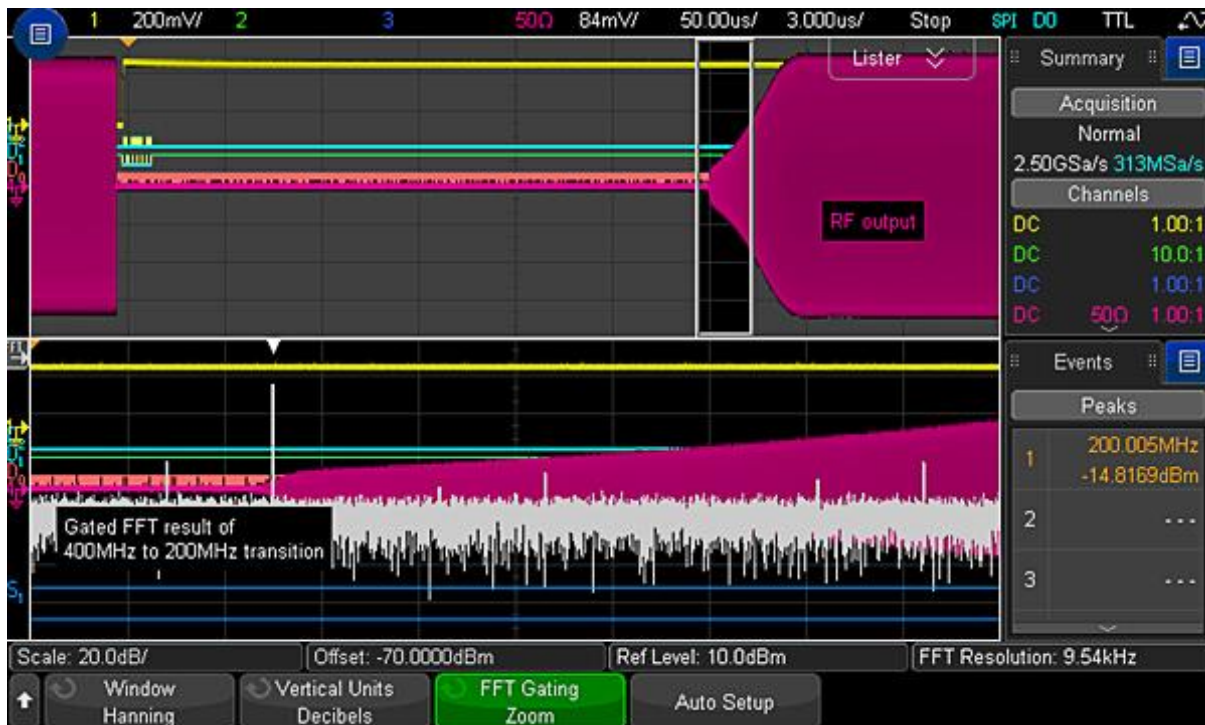 1 200mV/ 2 3 50Ω 84mV/ 50.00us/ 3.000us/ Stop SPI D0 TTL
Lister
RF output
Summary
Acquisition
Normal
2.50GSa/s 313MSa/s
Channels
DC 1.00:1
DC 10.0:1
DC 1.00:1
DC 50Ω 1.00:1
Gated FFT result of
400MHz to 200MHz transition
S1
Events
Peaks
1 200.005MHz
-14.8169dBm
2 ---
3 ---
Scale: 20.0dB/ Offset: -70.0000dBm Ref Level: 10.0dBm FFT Resolution: 9.54kHz
Window
Hanning
Vertical Units
Decibels
FFT Gating
Zoom
Auto Setup